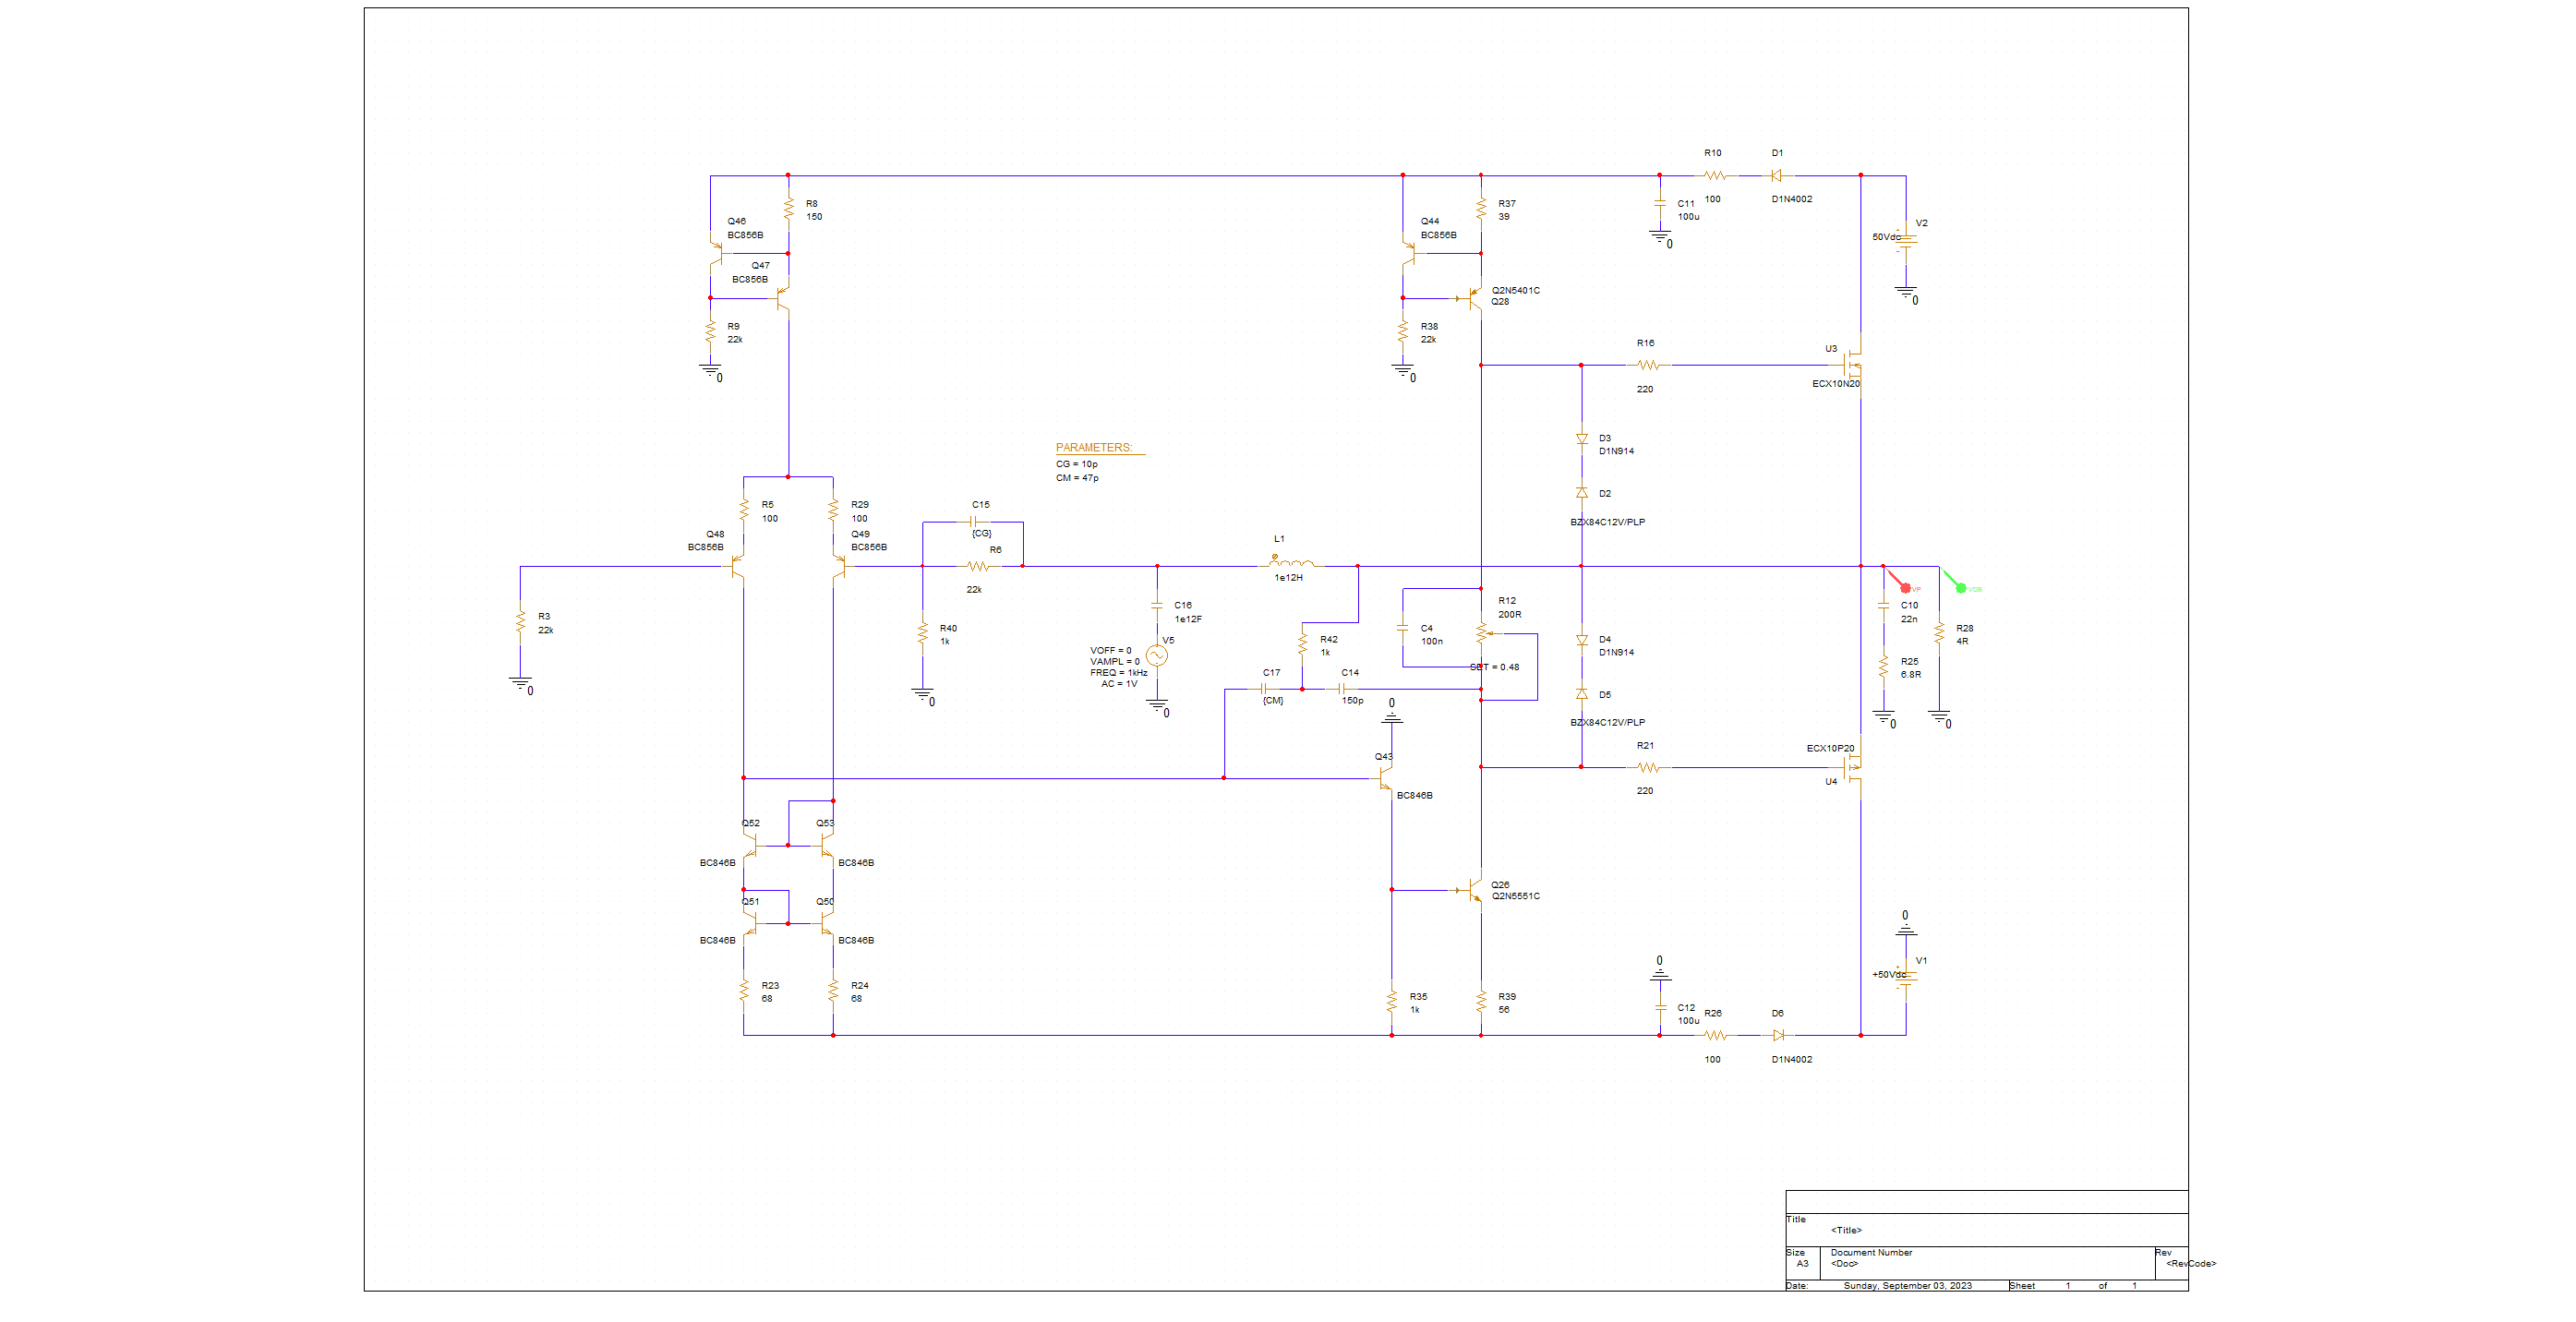 R10
D1
100
D1N4002
R8
150
R37
39
C11
100u
Q46
BC856B
Q44
BC856B
V2
50Vdc
0
Q47
BC856B
Q2N5401C
Q28
0
R9
22k
R38
22k
R16
220
U3
ECX10N20
0
0
PARAMETERS:
CG = 10p
CM = 47p
D3
D1N914
D2
BZX84C12V/PLP
R5
100
R29
100
C15
{CG}
Q48
BC856B
Q49
BC856B
R6
22k
L1
1e12H
VP
VDB
R3
22k
R40
1k
C16
1e12F
V5
VOFF = 0
VAMPL = 0
FREQ = 1kHz
AC = 1V
R42
1k
C4
100n
R12
200R
SET = 0.48
D4
D1N914
C10
22n
R28
4R
R25
6.8R
C17
{CM}
C14
150p
D5
BZX84C12V/PLP
0
0
0
0
0
0
Q43
BC846B
R21
220
ECX10P20
U4
Q52
BC846B
Q53
BC846B
Q26
Q2N5551C
Q51
BC846B
Q50
BC846B
0
V1
+50Vdc
0
R23
68
R24
68
R35
1k
R39
56
C12
100u
R26
100
D6
D1N4002
Title
<Title>
Size
A3
Document Number
<Doc>
Rev
<RevCode>
Date:
Sunday, September 03, 2023
Sheet 1 of 1